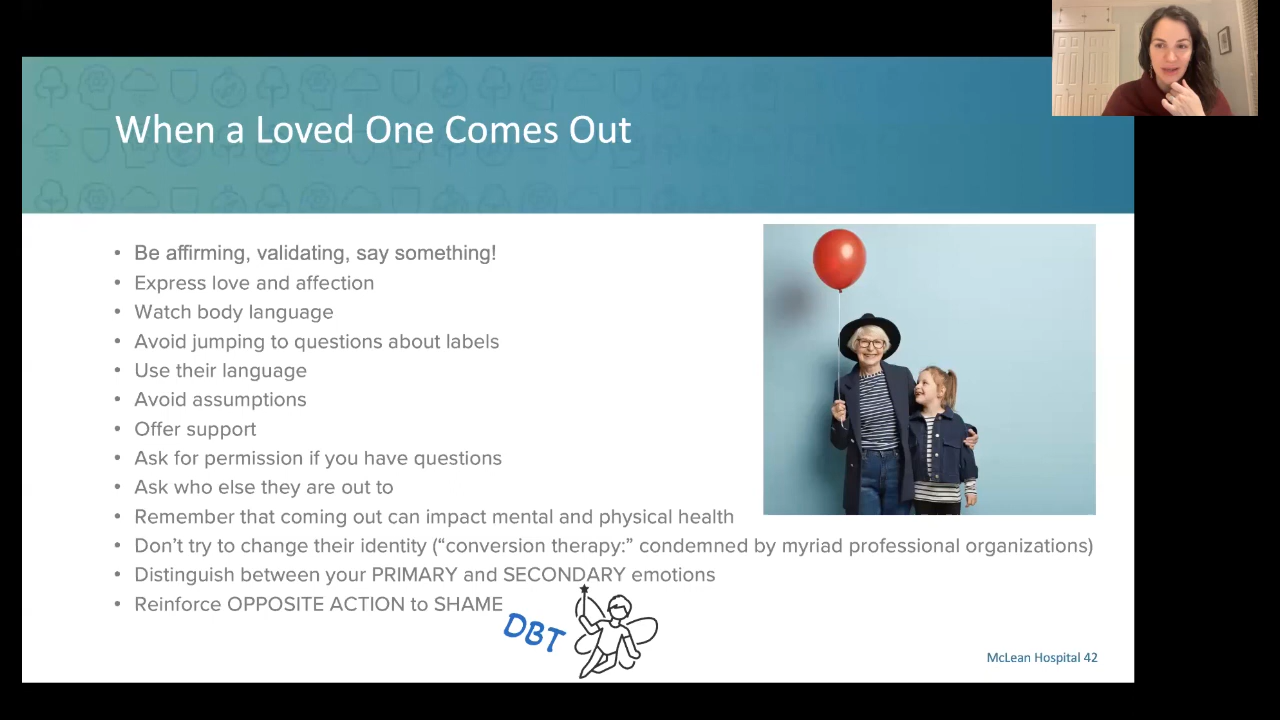 When a Loved One Comes Out
• Be affirming, validating, say something!
• Express love and affection
• Watch body language
• Avoid jumping to questions about labels
• Use their language
• Avoid assumptions
• Offer support
• Ask for permission if you have questions
• Ask who else they are out to
• Remember that coming out can impact mental and physical health
• Don’t try to change their identity (“conversion therapy:” condemned by myriad professional organizations)
• Distinguish between your PRIMARY and SECONDARY emotions
• Reinforce OPPOSITE ACTION to SHAME
DBT
McLean Hospital 42